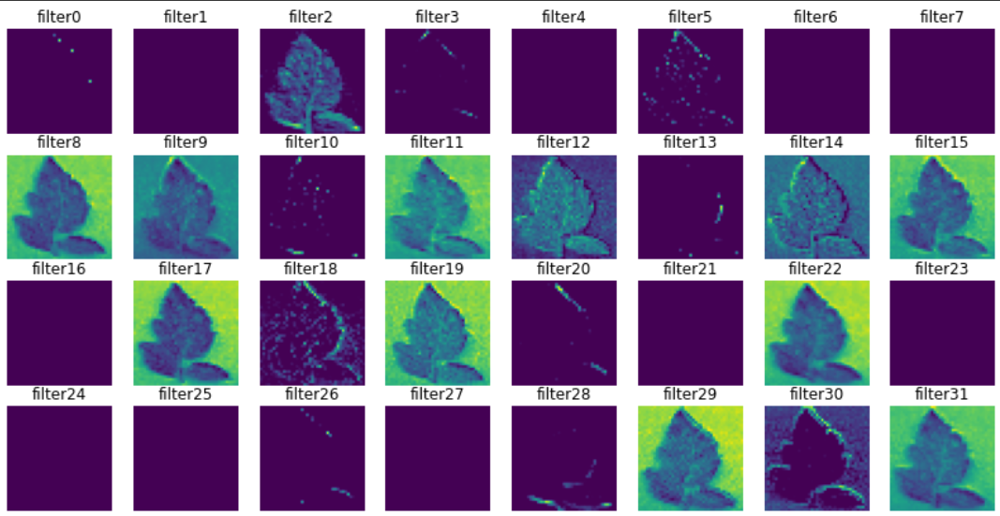 filter0 filter1 filter2 filter3 filter4 filter5 filter6 filter7
filter8 filter9 filter10 filter11 filter12 filter13 filter14 filter15
filter16 filter17 filter18 filter19 filter20 filter21 filter22 filter23
filter24 filter25 filter26 filter27 filter28 filter29 filter30 filter31